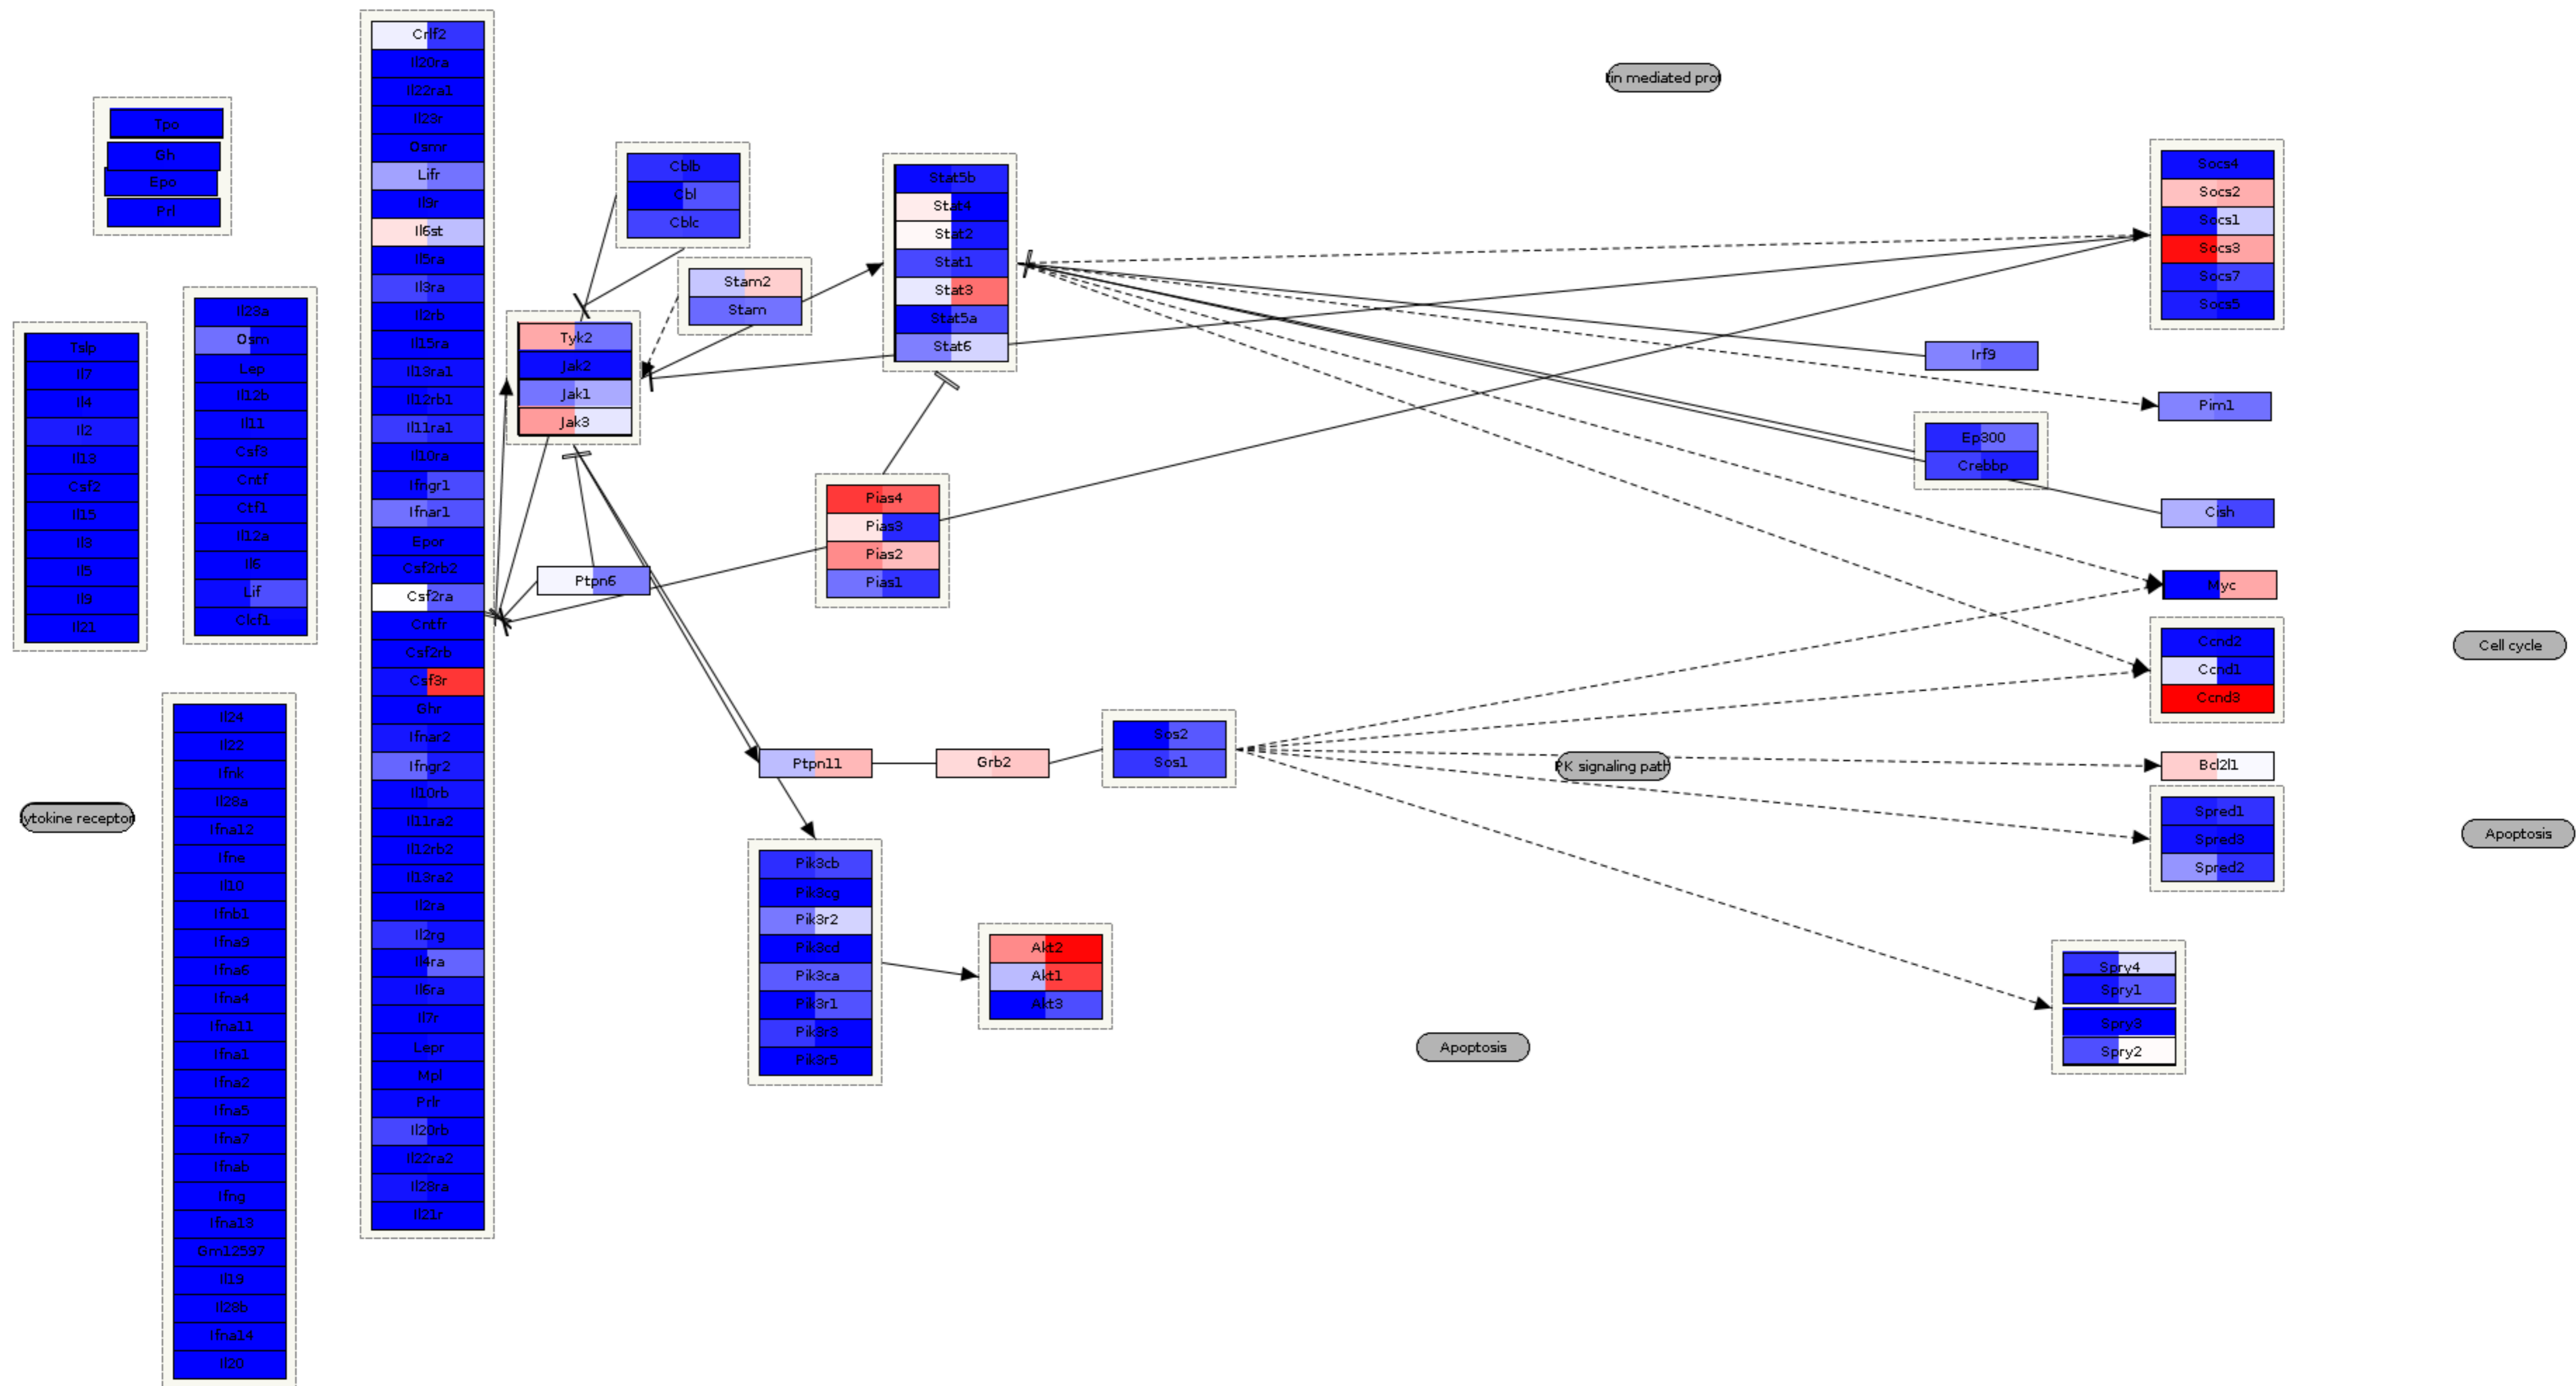 Tpo
Gh
Epo
Prl
Tslp
Il7
Il4
Il2
Il13
Csf2
Il15
Il3
Il5
Il9
Il21
Il23a
Osm
Lep
Il12b
Il11
Csf3
Cntf
Ctf1
Il12a
Il6
Lif
Clcf1
ytokine receptor
Il24
Il22
Ifnk
Il28a
Ifna12
Ifne
Il10
Ifnb1
Ifna9
Ifna6
Ifna4
Ifna11
Ifna1
Ifna2
Ifna5
Ifna7
Ifnab
Ifng
Ifna13
Gm12597
Il19
Il28b
Ifna14
Il20
Crlf2
Il20ra
Il22ra1
Il23r
Osmr
Lifr
Il9r
Il6st
Il5ra
Il3ra
Il2rb
Il15ra
Il13ra1
Il12rb1
Il11ra1
Il10ra
Ifngr1
Ifnar1
Epor
Csf2rb2
Csf2ra
Cntfr
Csf2rb
Csf3r
Ghr
Ifnar2
Ifngr2
Il10rb
Il11ra2
Il12rb2
Il13ra2
Il2ra
Il2rg
Il4ra
Il6ra
Il7r
Lepr
Mpl
Prlr
Il20rb
Il22ra2
Il28ra
Il21r
Cblb
Cbl
Cblc
Stam2
Stam
Tyk2
Jak2
Jak1
Jak3
Ptpn6
Stat5b
Stat4
Stat2
Stat1
Stat3
Stat5a
Stat6
Pias4
Pias3
Pias2
Pias1
Ptpn11
Grb2
Sos2
Sos1
Pik3cb
Pik3cg
Pik3r2
Pik3cd
Pik3ca
Pik3r1
Pik3r3
Pik3r5
Akt2
Akt1
Akt3
tin mediated prot
PK signaling path
Apoptosis
Irf9
Ep300
Crebbp
Socs4
Socs2
Socs1
Socs3
Socs7
Socs5
Pim1
Cish
Myc
Ccnd2
Ccnd1
Ccnd3
Bcl2l1
Spred1
Spred3
Spred2
Spry4
Spry1
Spry3
Spry2
Cell cycle
Apoptosis